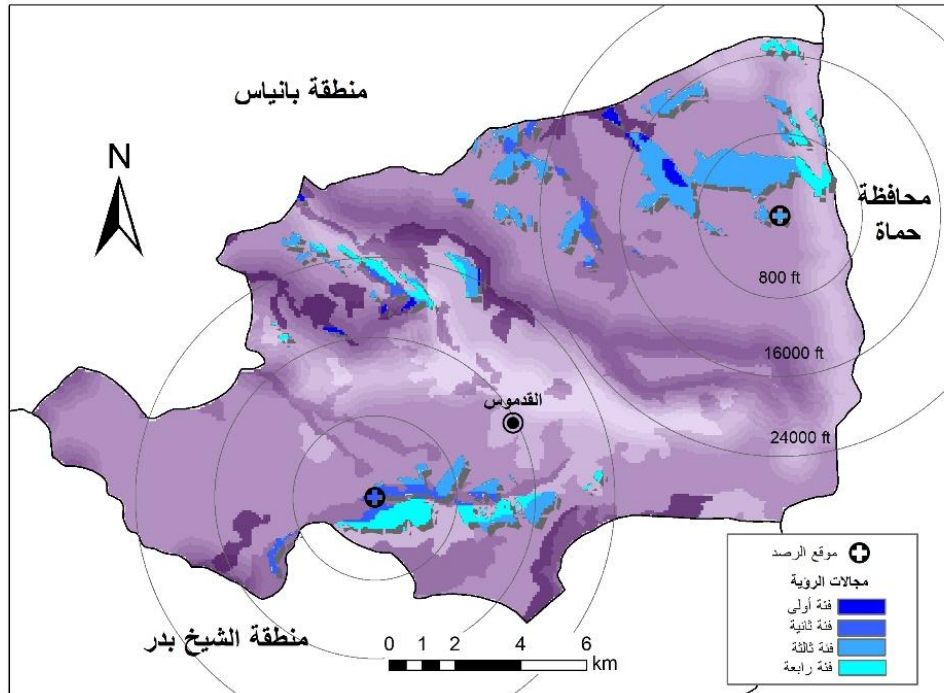 منطقة بانياس
N
محافظة
حماة
800 ft
16000 ft
24000 ft
القدموس
منطقة الشيخ بدر
0 1 2 4 6
km
موقع الرصد
مجالات الرؤية
فئة أولى
فئة ثانية
فئة ثالثة
فئة رابعة